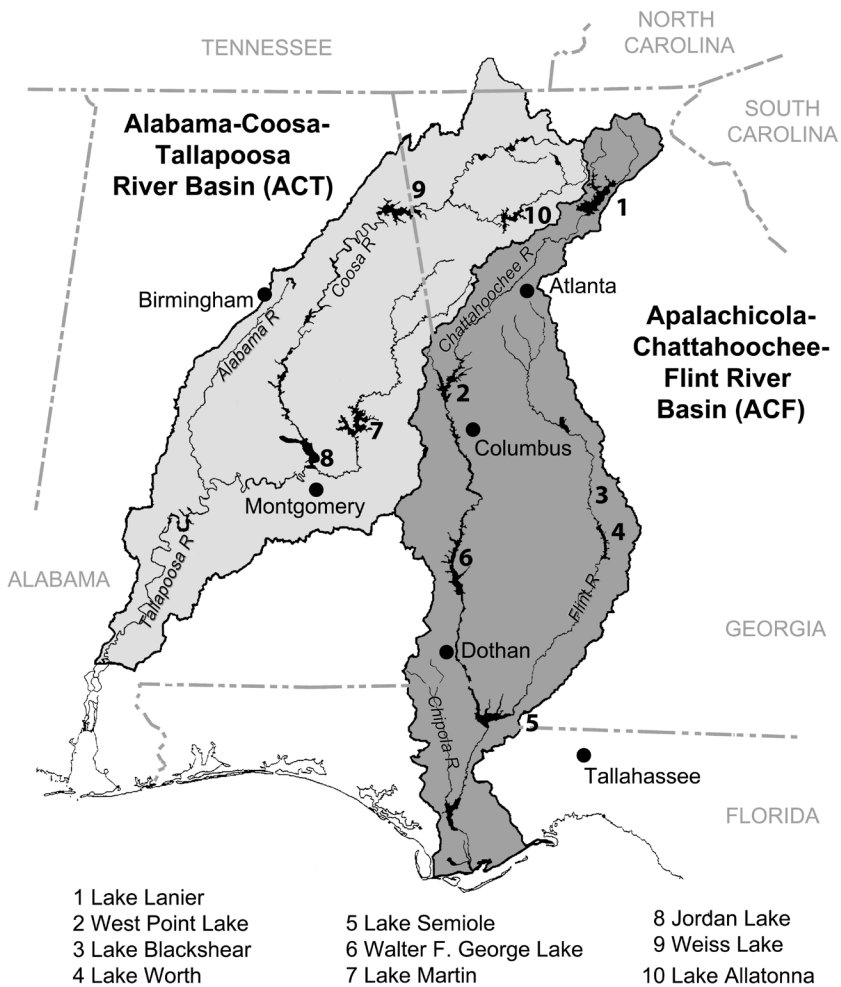 TENNESSEE
NORTH
CAROLINA
SOUTH
CAROLINA
Alabama-Coosa-
Tallapoosa
River Basin (ACT)
9
10
1
Coosa R
Chattahoochee R
Birmingham
Atlanta
Alabama R
Apalachicola-
Chattahoochee-
Flint River
Basin (ACF)
2
7
Columbus
8
Montgomery
3
4
Tallapoosa R
6
ALABAMA
Flint R
GEORGIA
Dothan
Chipola R
5
Tallahassee
FLORIDA
1 Lake Lanier
2 West Point Lake
3 Lake Blackshear
4 Lake Worth
5 Lake Semiole
6 Walter F. George Lake
7 Lake Martin
8 Jordan Lake
9 Weiss Lake
10 Lake Allatonna